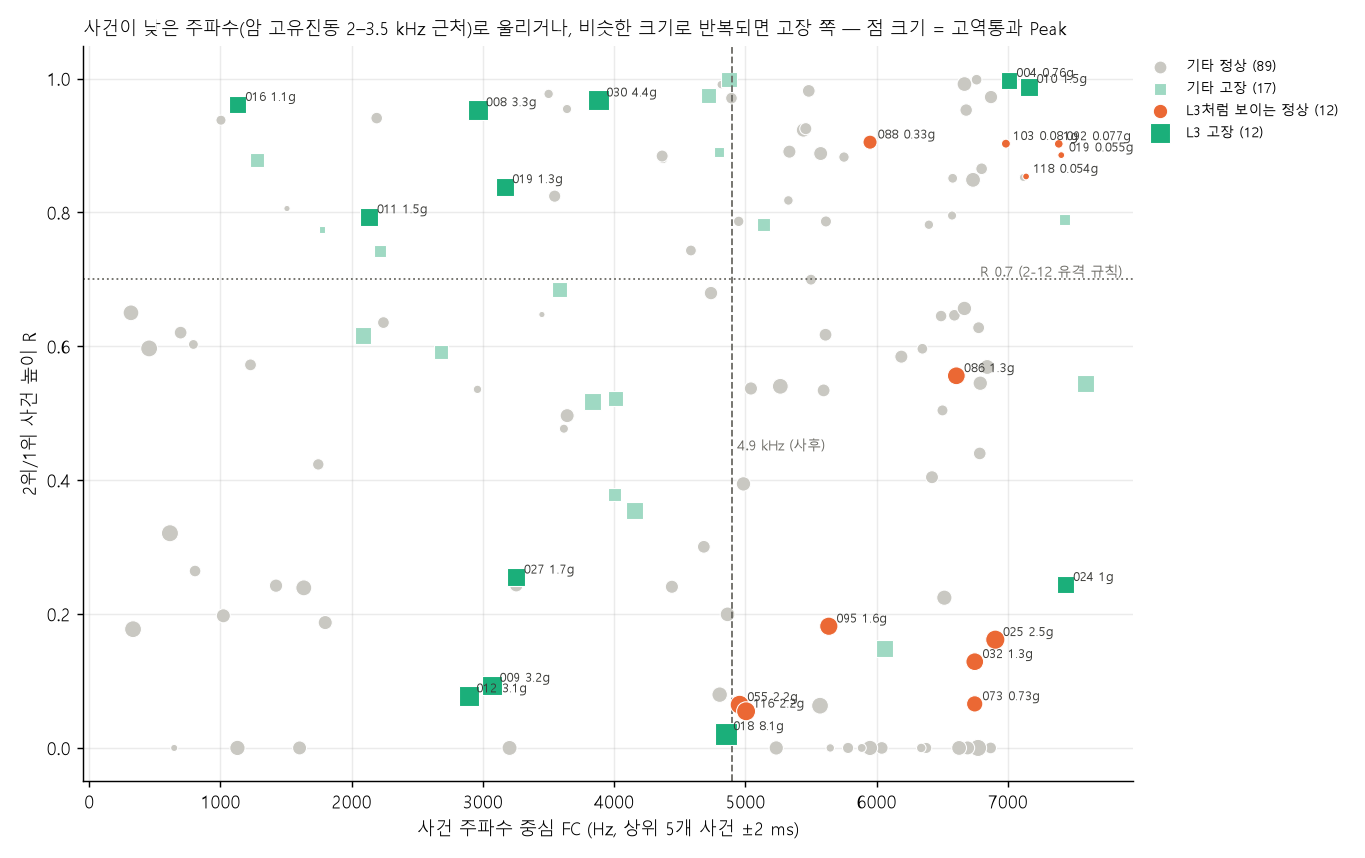 사건이 낮은 주파수(암 고유진동 2–3.5 kHz 근처)로 울리거나, 비슷한 크기로 반복되면 고장 쪽 — 점 크기 = 고역통과 Peak
기타 정상 (89)
기타 고장 (17)
L3처럼 보이는 정상 (12)
L3 고장 (12)
1.0
0.8
0.6
0.4
0.2
0.0
2위/1위 사건 높이 R
016 1.1g
008 3.3g
030 4.4g
004 0.76g
010 1.5g
088 0.33g
103 0.081g
092 0.077g
019 0.055g
118 0.054g
019 1.3g
011 1.5g
R 0.7 (2-12 유격 규칙)
086 1.3g
4.9 kHz (사후)
027 1.7g
024 1g
095 1.6g
025 2.5g
032 1.3g
009 3.2g
012 3.1g
055 2.2g
116 2.2g
073 0.73g
018 8.1g
0
1000
2000
3000
4000
5000
6000
7000
사건 주파수 중심 FC (Hz, 상위 5개 사건 ±2 ms)